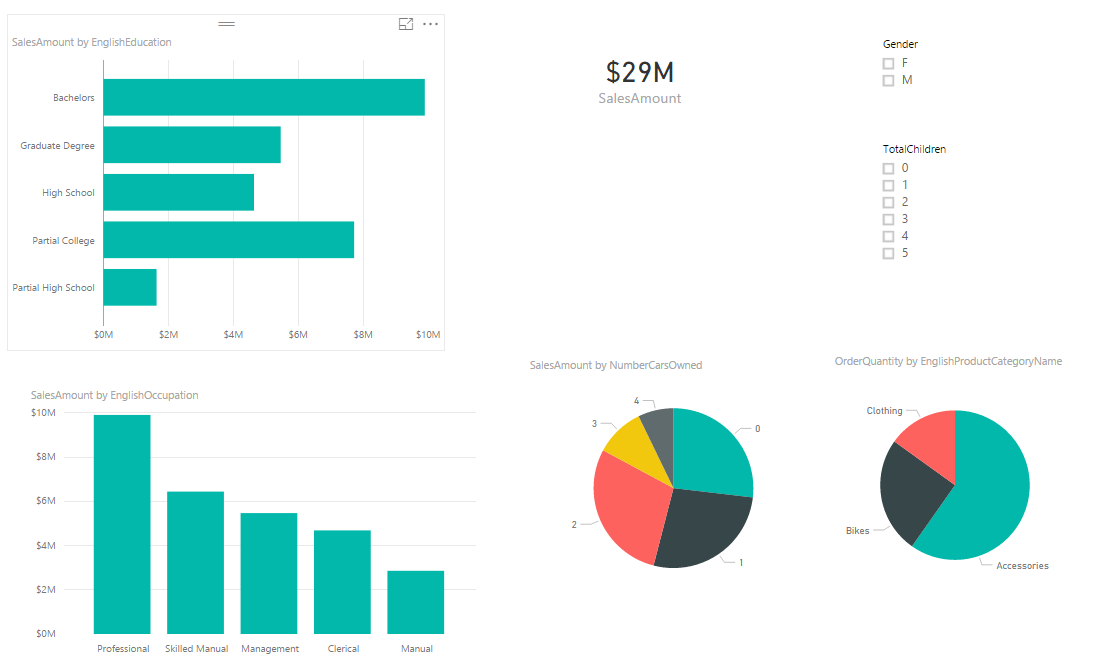 SalesAmount by EnglishEducation
Bachelors
Graduate Degree
High School
Partial College
Partial High School
$0M $2M $4M $6M $8M $10M
$29M
SalesAmount
Gender
F
M
TotalChildren
0
1
2
3
4
5
SalesAmount by EnglishOccupation
$10M
$8M
$6M
$4M
$2M
$0M
Professional Skilled Manual Management Clerical Manual
SalesAmount by NumberCarsOwned
4
3
0
2
1
OrderQuantity by EnglishProductCategoryName
Clothing
Bikes
Accessories